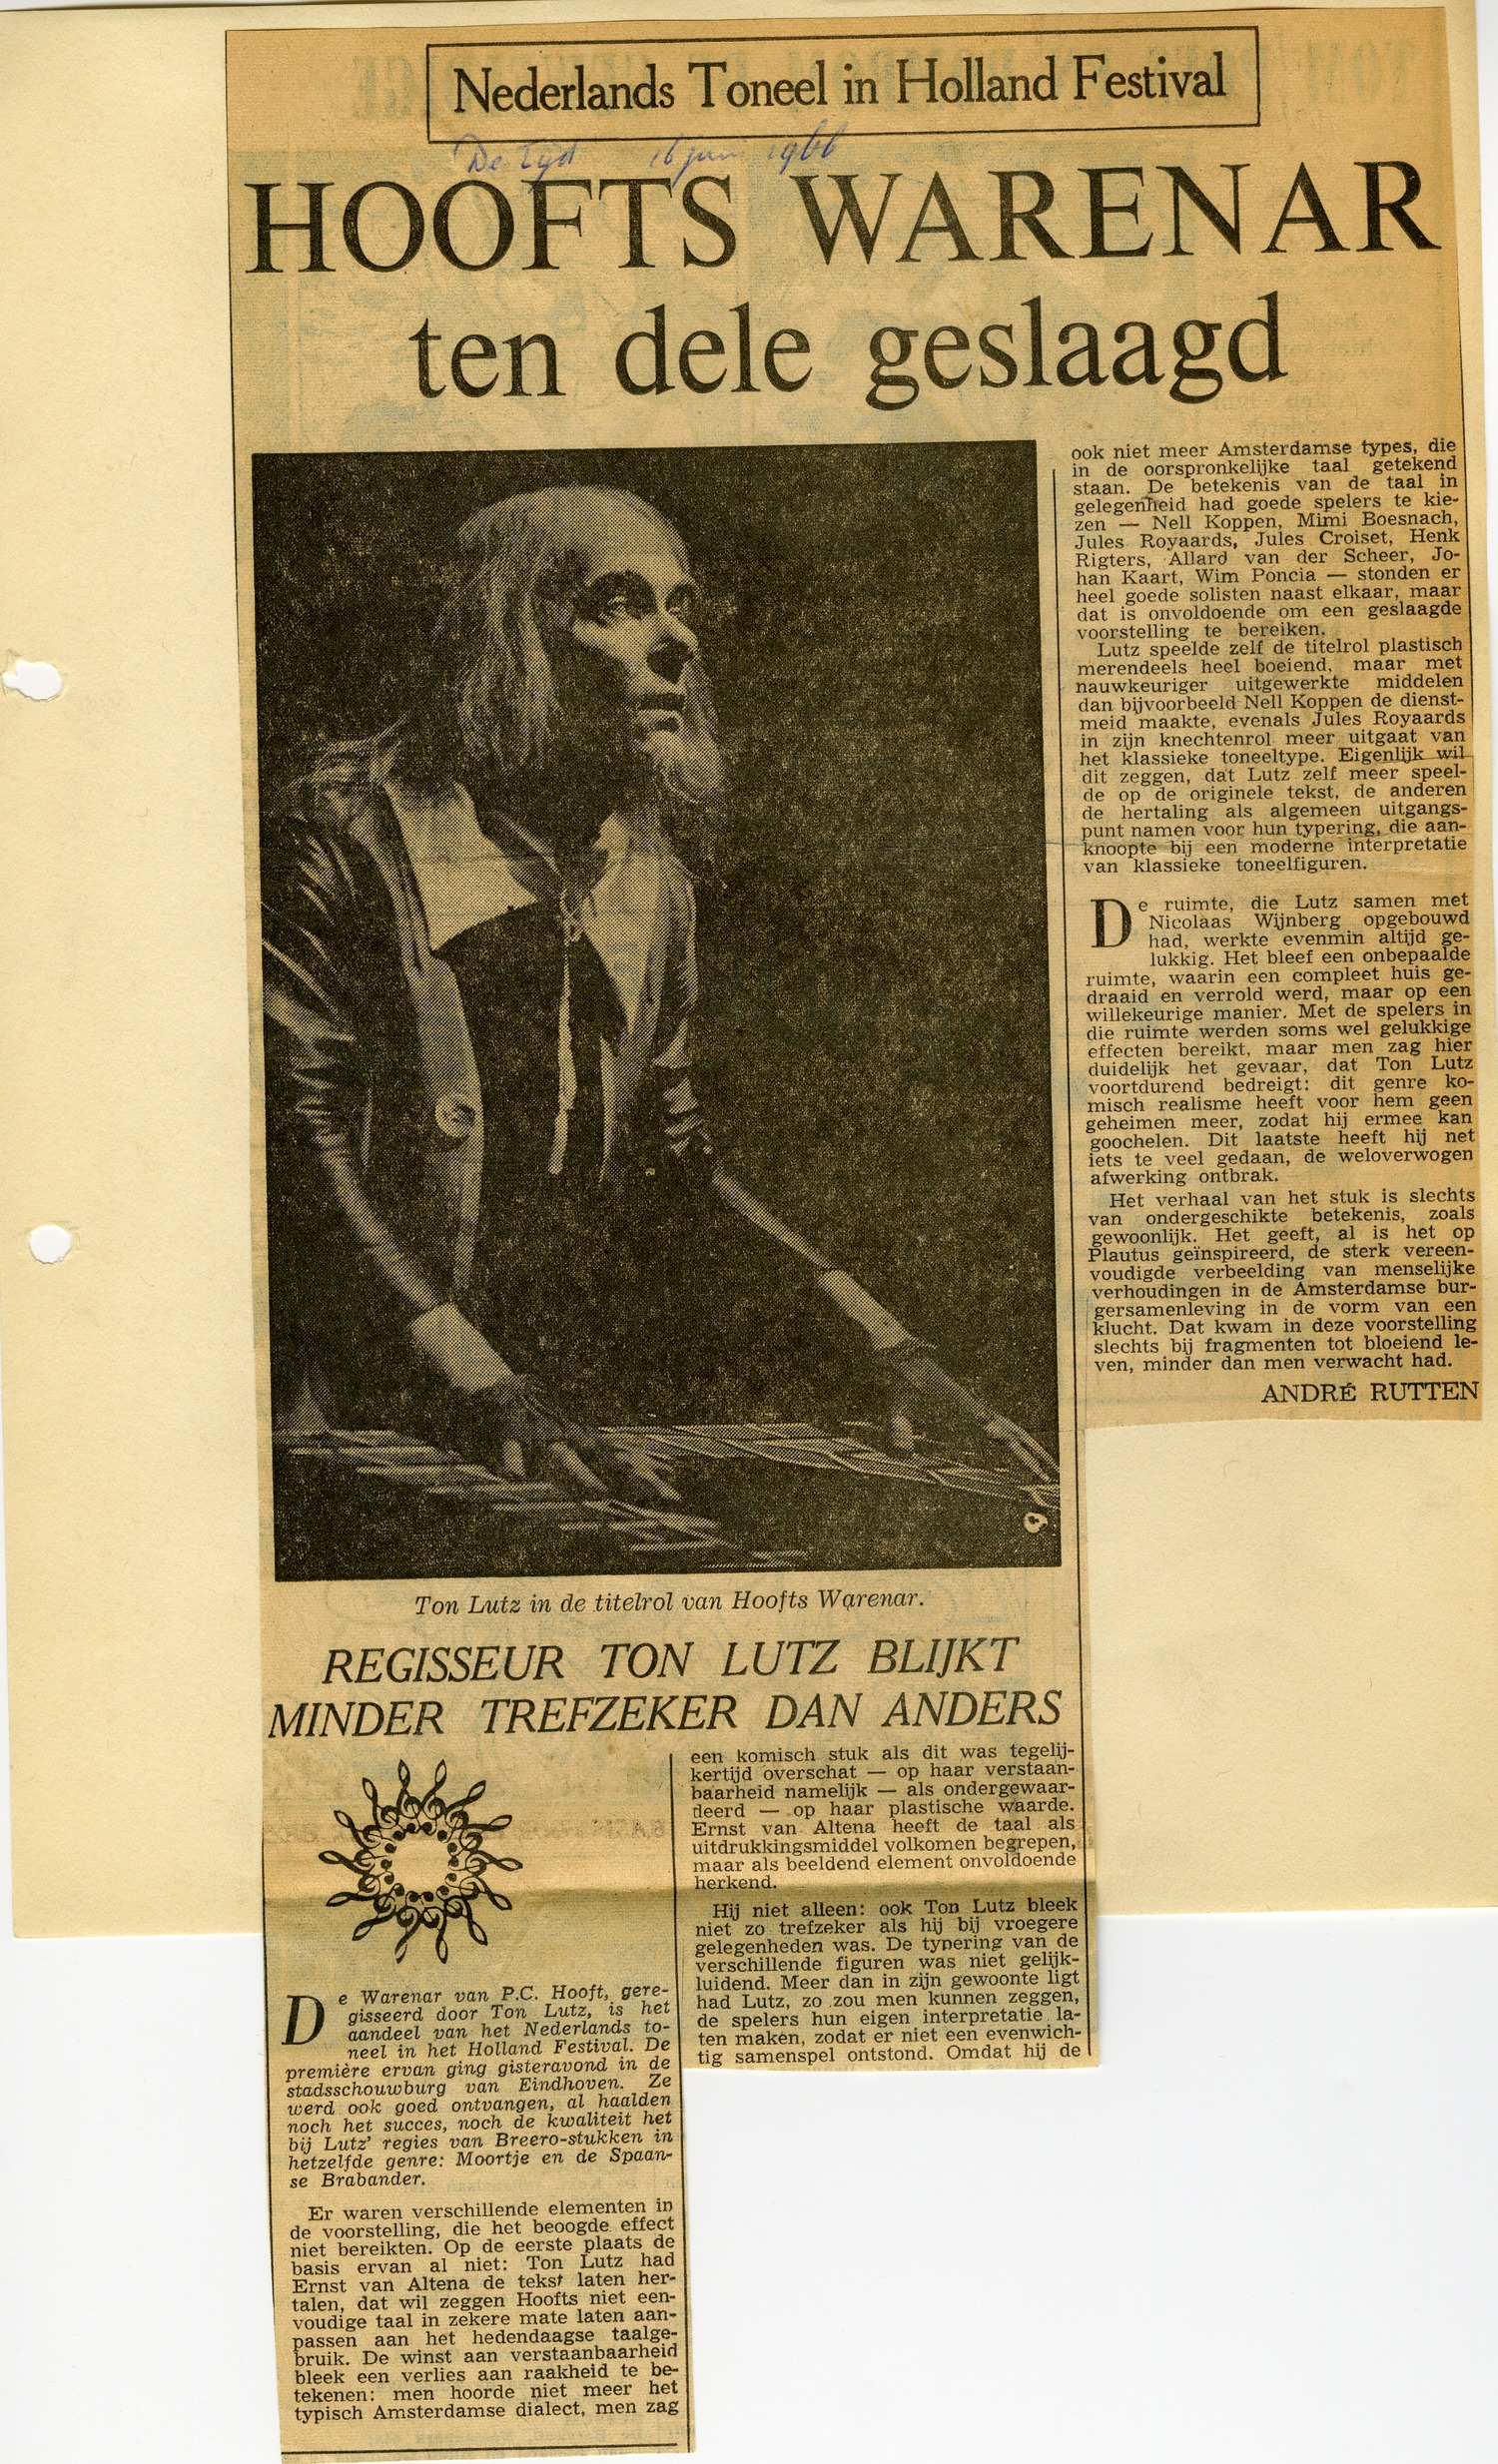 Nederlands Toneel in Holland Festival
De Tijd 16 juni 1966
HOOFTS WARENAR
ten dele geslaagd
Ton Lutz in de titelrol van Hoofts Warenar.
REGISSEUR TON LUTZ BLIJKT
MINDER TREFZEKER DAN ANDERS
De Warenar van P.C. Hooft, gere-
gisseerd door Ton Lutz, is het
aandeel van het Nederlands to-
neel in het Holland Festival. De
première ervan ging gisteravond in de
stadsschouwburg van Eindhoven. Ze
werd ook goed ontvangen, al haalden
noch het succes, noch de kwaliteit het
bij Lutz' regies van Breero-stukken in
hetzelfde genre: Moortje en de Spaan-
se Brabander.
Er waren verschillende elementen in
de voorstelling, die het beoogde effect
niet bereikten. Op de eerste plaats de
basis ervan al niet: Ton Lutz had
Ernst van Altena de tekst laten her-
talen, dat wil zeggen Hoofts niet een-
voudige taal in zekere mate laten aan-
passen aan het hedendaagse taalge-
bruik. De winst aan verstaanbaarheid
bleek een verlies aan raakheid te be-
tekenen: men hoorde niet meer het
typisch Amsterdamse dialect, men zag
een komisch stuk als dit was tegelij-
kertijd overschat — op haar verstaan-
baarheid namelijk — als ondergewaar-
deerd — op haar plastische waarde.
Ernst van Altena heeft de taal als
uitdrukkingsmiddel volkomen begrepen,
maar als beeldend element onvoldoende
herkend.
Hij niet alleen: ook Ton Lutz bleek
niet zo trefzeker als hij bij vroegere
gelegenheden was. De typering van de
verschillende figuren was niet gelijk-
luidend. Meer dan in zijn gewoonte ligt
had Lutz, zo zou men kunnen zeggen,
de spelers hun eigen interpretatie la-
ten maken, zodat er niet een evenwich-
tig samenspel ontstond. Omdat hij de
ook niet meer Amsterdamse types, die
in de oorspronkelijke taal getekend
staan. De betekenis van de taal in
gelegenheid had goede spelers te kie-
zen — Nell Koppen, Mimi Boesnach,
Jules Royaards, Jules Croiset, Henk
Rigters, Allard van der Scheer, Jo-
han Kaart, Wim Poncia — stonden er
heel goede solisten naast elkaar, maar
dat is onvoldoende om een geslaagde
voorstelling te bereiken.
Lutz speelde zelf de titelrol plastisch
merendeels heel boeiend, maar met
nauwkeuriger uitgewerkte middelen
dan bijvoorbeeld Nell Koppen de dienst-
meid maakte, evenals Jules Royaards
in zijn knechtenrol meer uitgaat van
het klassieke toneeltype. Eigenlijk wil
dit zeggen, dat Lutz zelf meer speel-
de op de originele tekst, de anderen
de hertaling als algemeen uitgangs-
punt namen voor hun typering, die aan-
knoopte bij een moderne interpretatie
van klassieke toneelfiguren.
De ruimte, die Lutz samen met
Nicolaas Wijnberg opgebouwd
had, werkte evenmin altijd ge-
lukkig. Het bleef een onbepaalde
ruimte, waarin een compleet huis ge-
draaid en verrold werd, maar op een
willekeurige manier. Met de spelers in
die ruimte werden soms wel gelukkige
effecten bereikt, maar men zag hier
duidelijk het gevaar, dat Ton Lutz
voortdurend bedreigt: dit genre ko-
misch realisme heeft voor hem geen
geheimen meer, zodat hij ermee kan
goochelen. Dit laatste heeft hij net
iets te veel gedaan, de weloverwogen
afwerking ontbrak.
Het verhaal van het stuk is slechts
van ondergeschikte betekenis, zoals
gewoonlijk. Het geeft, al is het op
Plautus geïnspireerd, de sterk vereen-
voudigde verbeelding van menselijke
verhoudingen in de Amsterdamse bur-
gersamenleving in de vorm van een
klucht. Dat kwam in deze voorstelling
slechts bij fragmenten tot bloeiend le-
ven, minder dan men verwacht had.
ANDRÉ RUTTEN